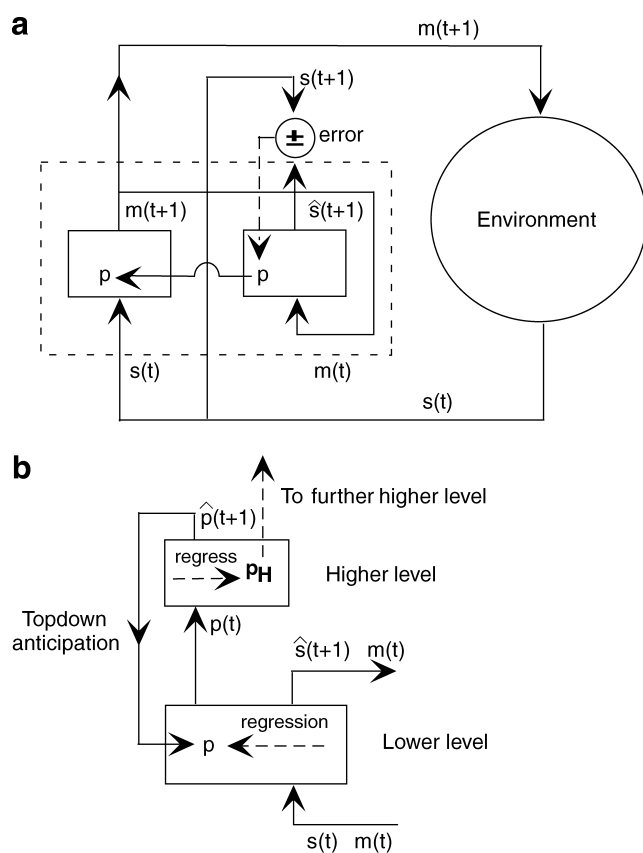 a
m(t+1)
s(t+1)
± error
m(t+1)
ŝ(t+1)
Environment
p
p
s(t)
m(t)
s(t)
b
To further higher level
p̂(t+1)
regress
pH
Higher level
Topdown
anticipation
p(t)
ŝ(t+1) m(t)
regression
p
Lower level
s(t) m(t)